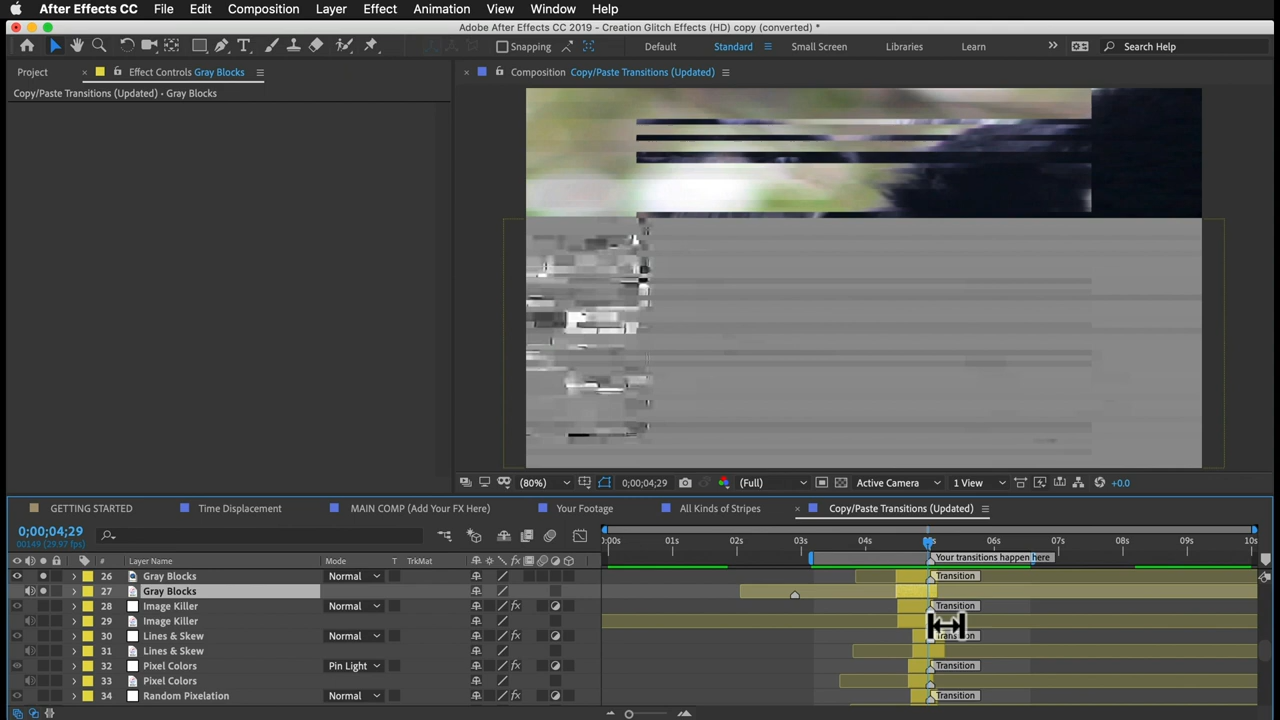 After Effects CC File Edit Composition Layer Effect Animation View Window Help
Adobe After Effects CC 2019 - Creation Glitch Effects (HD) copy (converted) *
Snapping Default Standard Small Screen Libraries Learn Search Help
Project Effect Controls Gray Blocks Composition Copy/Paste Transitions (Updated)
Copy/Paste Transitions (Updated) • Gray Blocks
(80%) 0;00;04;29 (Full) Active Camera 1 View +0.0
GETTING STARTED Time Displacement MAIN COMP (Add Your FX Here) Your Footage All Kinds of Stripes Copy/Paste Transitions (Updated)
0;00;04;29
00149 (29.97 fps)
:00s 01s 02s 03s 04s 05s 06s 07s 08s 09s 10s
# Layer Name Mode T TrkMat Your transitions happen here
26 Gray Blocks Normal Transition
27 Gray Blocks
28 Image Killer Normal Transition
29 Image Killer
30 Lines & Skew Normal Transition
31 Lines & Skew
32 Pixel Colors Pin Light Transition
33 Pixel Colors
34 Random Pixelation Normal Transition